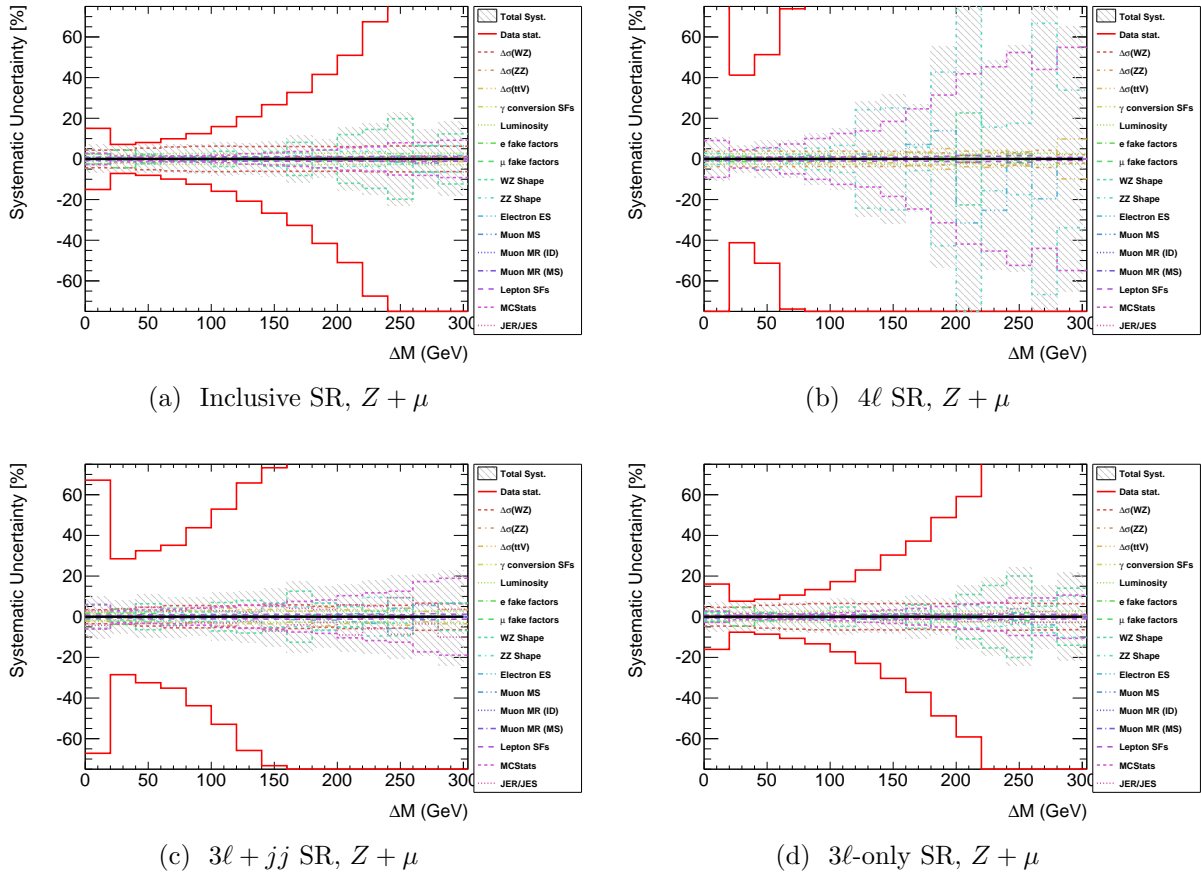 Systematic Uncertainty [%]
60
40
20
0
-20
-40
-60
0 50 100 150 200 250 300
ΔM (GeV)
Total Syst.
Data stat.
Δσ(WZ)
Δσ(ZZ)
Δσ(ttV)
γ conversion SFs
Luminosity
e fake factors
μ fake factors
WZ Shape
ZZ Shape
Electron ES
Muon MS
Muon MR (ID)
Muon MR (MS)
Lepton SFs
MCStats
JER/JES
(a) Inclusive SR, Z + μ
Systematic Uncertainty [%]
60
40
20
0
-20
-40
-60
0 50 100 150 200 250 300
ΔM (GeV)
Total Syst.
Data stat.
Δσ(WZ)
Δσ(ZZ)
Δσ(ttV)
γ conversion SFs
Luminosity
e fake factors
μ fake factors
WZ Shape
ZZ Shape
Electron ES
Muon MS
Muon MR (ID)
Muon MR (MS)
Lepton SFs
MCStats
JER/JES
(b) 4ℓ SR, Z + μ
Systematic Uncertainty [%]
60
40
20
0
-20
-40
-60
0 50 100 150 200 250 300
ΔM (GeV)
Total Syst.
Data stat.
Δσ(WZ)
Δσ(ZZ)
Δσ(ttV)
γ conversion SFs
Luminosity
e fake factors
μ fake factors
WZ Shape
ZZ Shape
Electron ES
Muon MS
Muon MR (ID)
Muon MR (MS)
Lepton SFs
MCStats
JER/JES
(c) 3ℓ + jj SR, Z + μ
Systematic Uncertainty [%]
60
40
20
0
-20
-40
-60
0 50 100 150 200 250 300
ΔM (GeV)
Total Syst.
Data stat.
Δσ(WZ)
Δσ(ZZ)
Δσ(ttV)
γ conversion SFs
Luminosity
e fake factors
μ fake factors
WZ Shape
ZZ Shape
Electron ES
Muon MS
Muon MR (ID)
Muon MR (MS)
Lepton SFs
MCStats
JER/JES
(d) 3ℓ-only SR, Z + μ